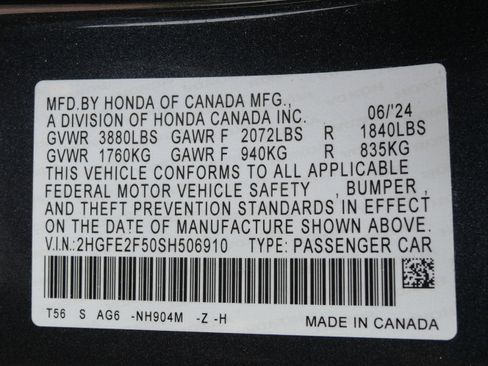 MFD.BY HONDA OF CANADA MFG.,
A DIVISION OF HONDA CANADA INC. 06/'24
GVWR 3880LBS GAWR F 2072LBS R 1840LBS
GVWR 1760KG GAWR F 940KG R 835KG
THIS VEHICLE CONFORMS TO ALL APPLICABLE
FEDERAL MOTOR VEHICLE SAFETY , BUMPER ,
AND THEFT PREVENTION STANDARDS IN EFFECT
ON THE DATE OF MANUFACTURE SHOWN ABOVE.
V.I.N.:2HGFE2F50SH506910 TYPE: PASSENGER CAR
T56 S AG6 -NH904M -Z -H
MADE IN CANADA